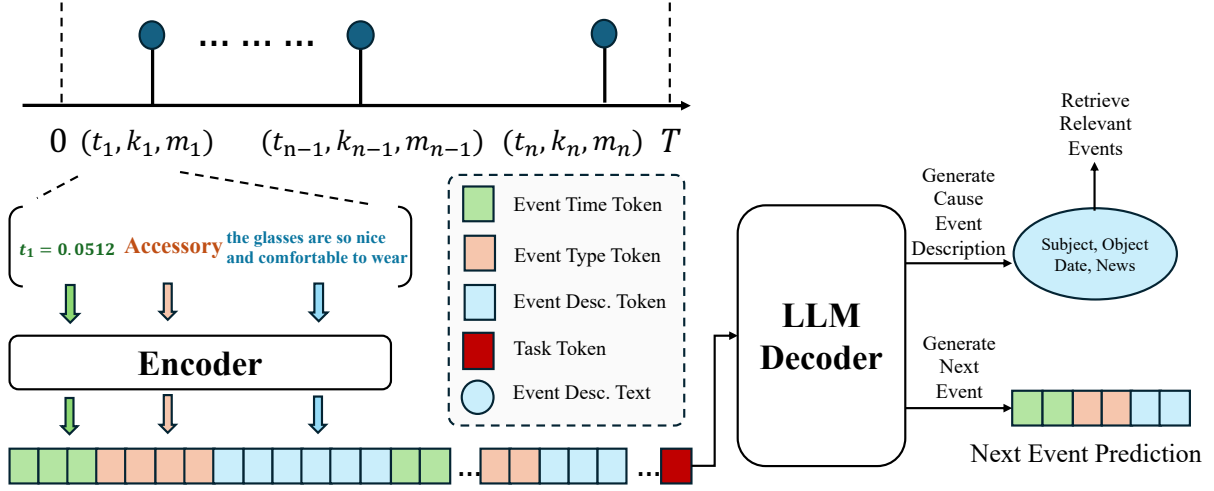 … … …
0 (t₁, k₁, m₁) (tₙ₋₁, kₙ₋₁, mₙ₋₁) (tₙ, kₙ, mₙ) T
t₁ = 0.0512 Accessory the glasses are so nice
and comfortable to wear
Encoder
... ...
Event Time Token
Event Type Token
Event Desc. Token
Task Token
Event Desc. Text
LLM
Decoder
Generate
Cause
Event
Description
Retrieve
Relevant
Events
Subject, Object
Date, News
Generate
Next
Event
Next Event Prediction